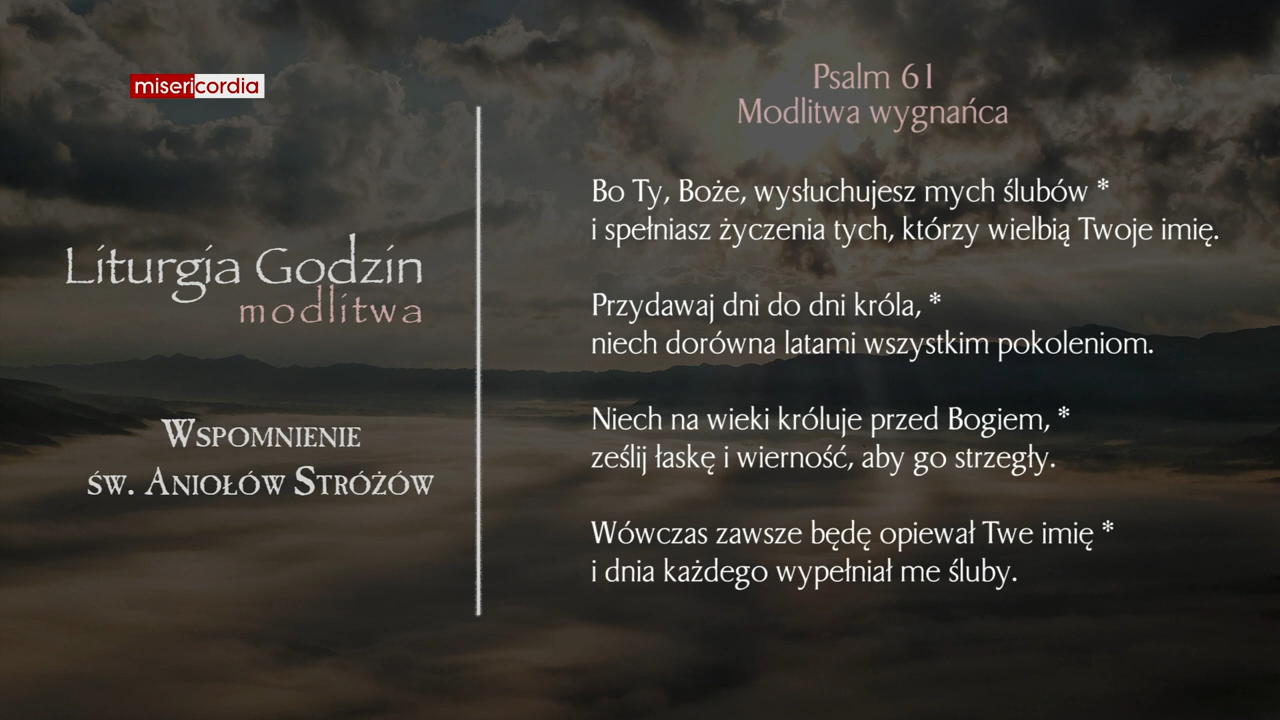 misericordia
Liturgia Godzin
modlitwa
Wspomnienie
św. Aniołów Stróżów
Psalm 61
Modlitwa wygnańca
Bo Ty, Boże, wysłuchujesz mych ślubów *
i spełniasz życzenia tych, którzy wielbią Twoje imię.
Przydawaj dni do dni króla, *
niech dorówna latami wszystkim pokoleniom.
Niech na wieki króluje przed Bogiem, *
ześlij łaskę i wierność, aby go strzegły.
Wówczas zawsze będę opiewał Twe imię *
i dnia każdego wypełniał me śluby.